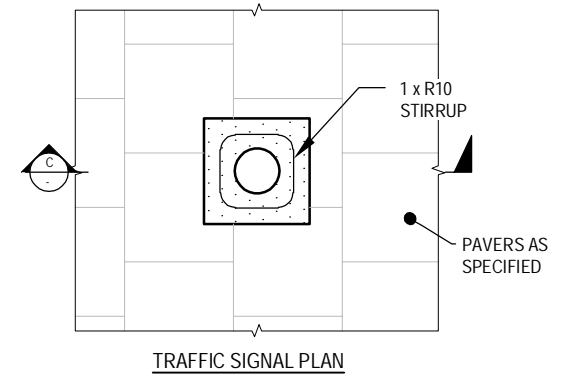 1 x R10
STIRRUP
C
-
PAVERS AS
SPECIFIED
TRAFFIC SIGNAL PLAN